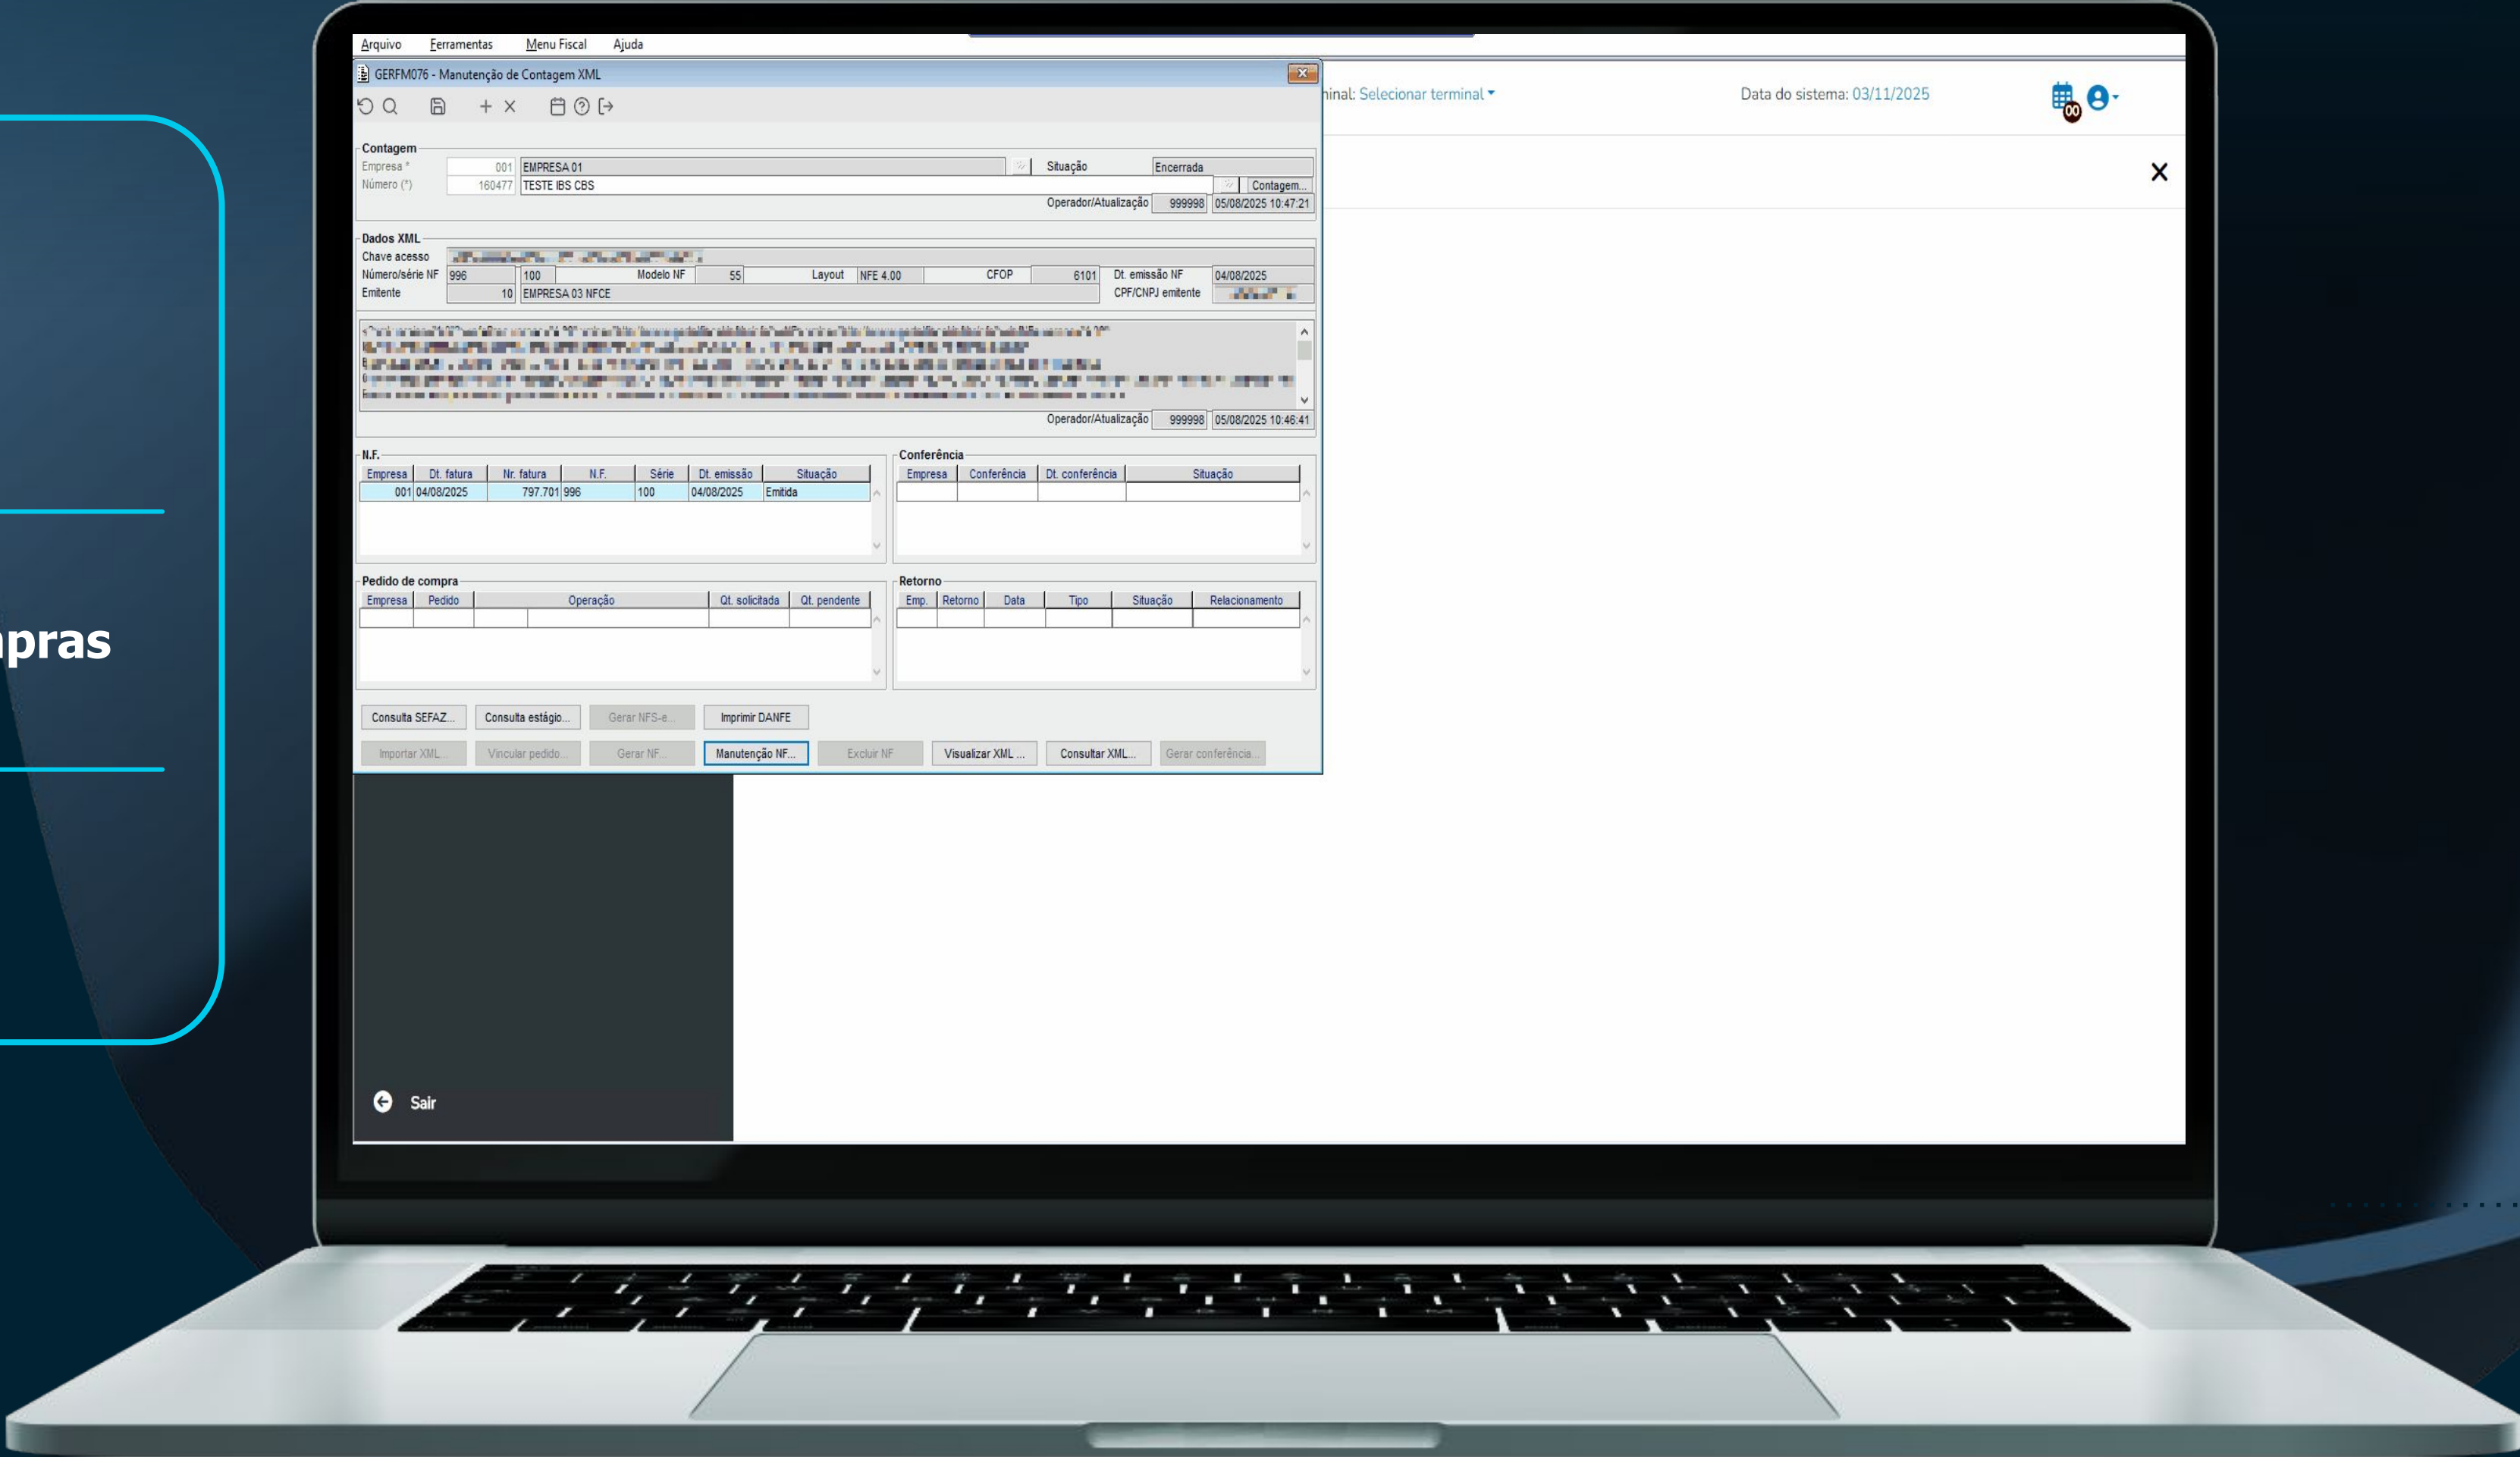 Arquivo Ferramentas Menu Fiscal Ajuda
GERFM076 - Manutenção de Contagem XML
Selecionar terminal
Data do sistema: 03/11/2025
00
Contagem
Empresa * 001 EMPRESA 01 Situação Encerrada
Número (*) 160477 TESTE IBS CBS Contagem...
Operador/Atualização 999998 05/08/2025 10:47:21
Dados XML
Chave acesso
Número/série NF 996 100 Modelo NF 55 Layout NFE 4.00 CFOP 6101 Dt. emissão NF 04/08/2025
Emitente 10 EMPRESA 03 NFCE CPF/CNPJ emitente
Operador/Atualização 999998 05/08/2025 10:46:41
N.F.
Empresa Dt. fatura Nr. fatura N.F. Série Dt. emissão Situação
001 04/08/2025 797.701 996 100 04/08/2025 Emitida
Conferência
Empresa Conferência Dt. conferência Situação
Pedido de compra
Empresa Pedido Operação Qt. solicitada Qt. pendente
Retorno
Emp. Retorno Data Tipo Situação Relacionamento
Consulta SEFAZ... Consulta estágio... Gerar NFS-e... Imprimir DANFE
Importar XML... Vincular pedido... Gerar NF... Manutenção NF... Excluir NF Visualizar XML ... Consultar XML... Gerar conferência...
pras
Sair